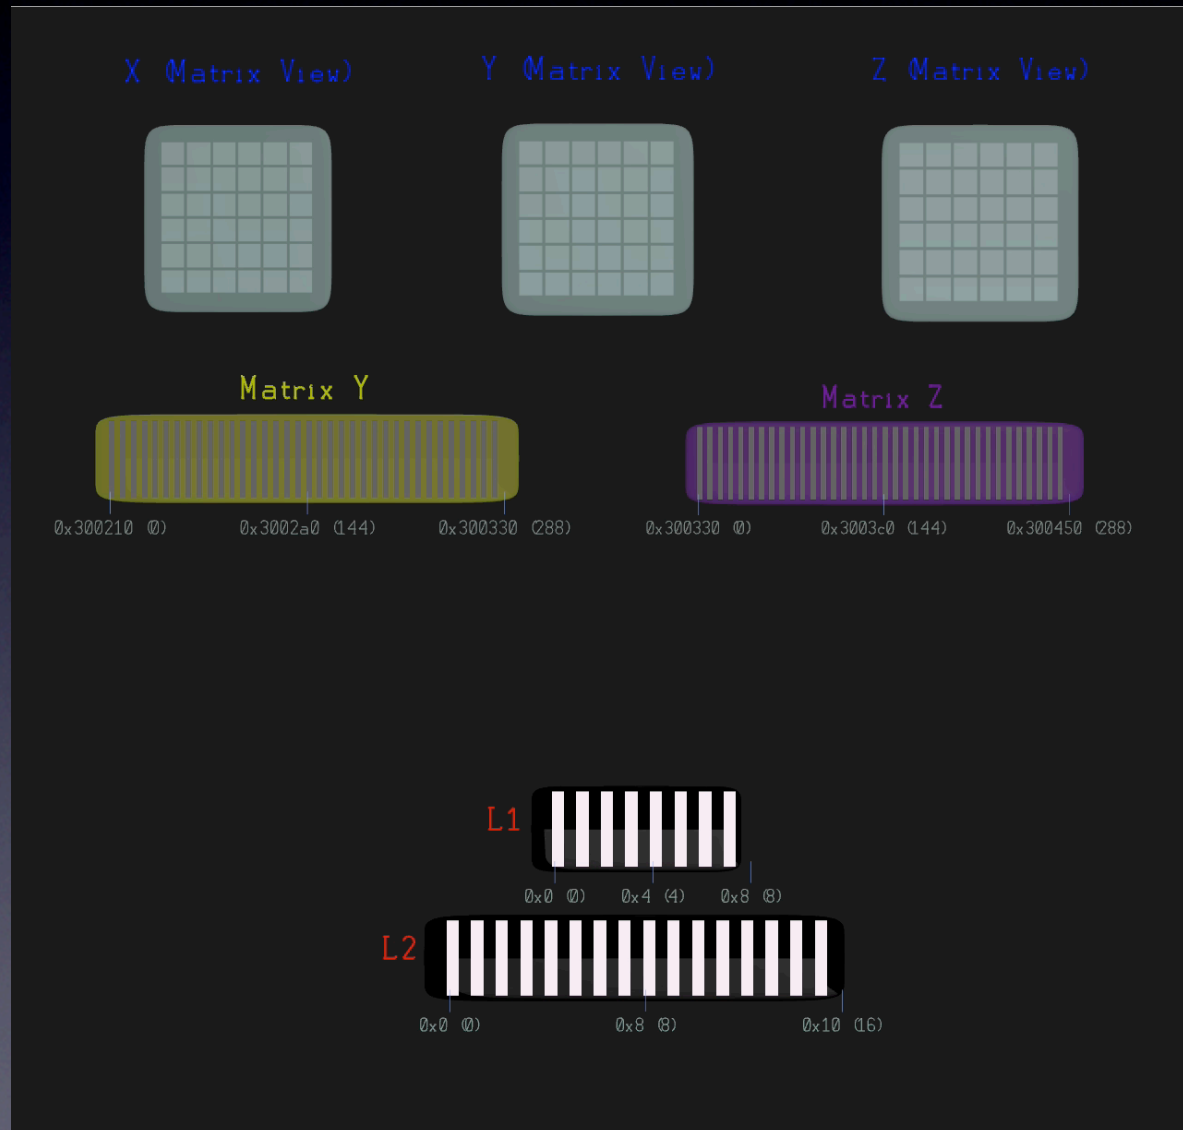 X (Matrix View)
Y (Matrix View)
Z (Matrix View)
Matrix Y
Matrix Z
0x300210 (0)
0x3002a0 (144)
0x300330 (288)
0x300330 (0)
0x3003c0 (144)
0x300450 (288)
L1
0x0 (0)
0x4 (4)
0x8 (8)
L2
0x0 (0)
0x8 (8)
0x10 (16)